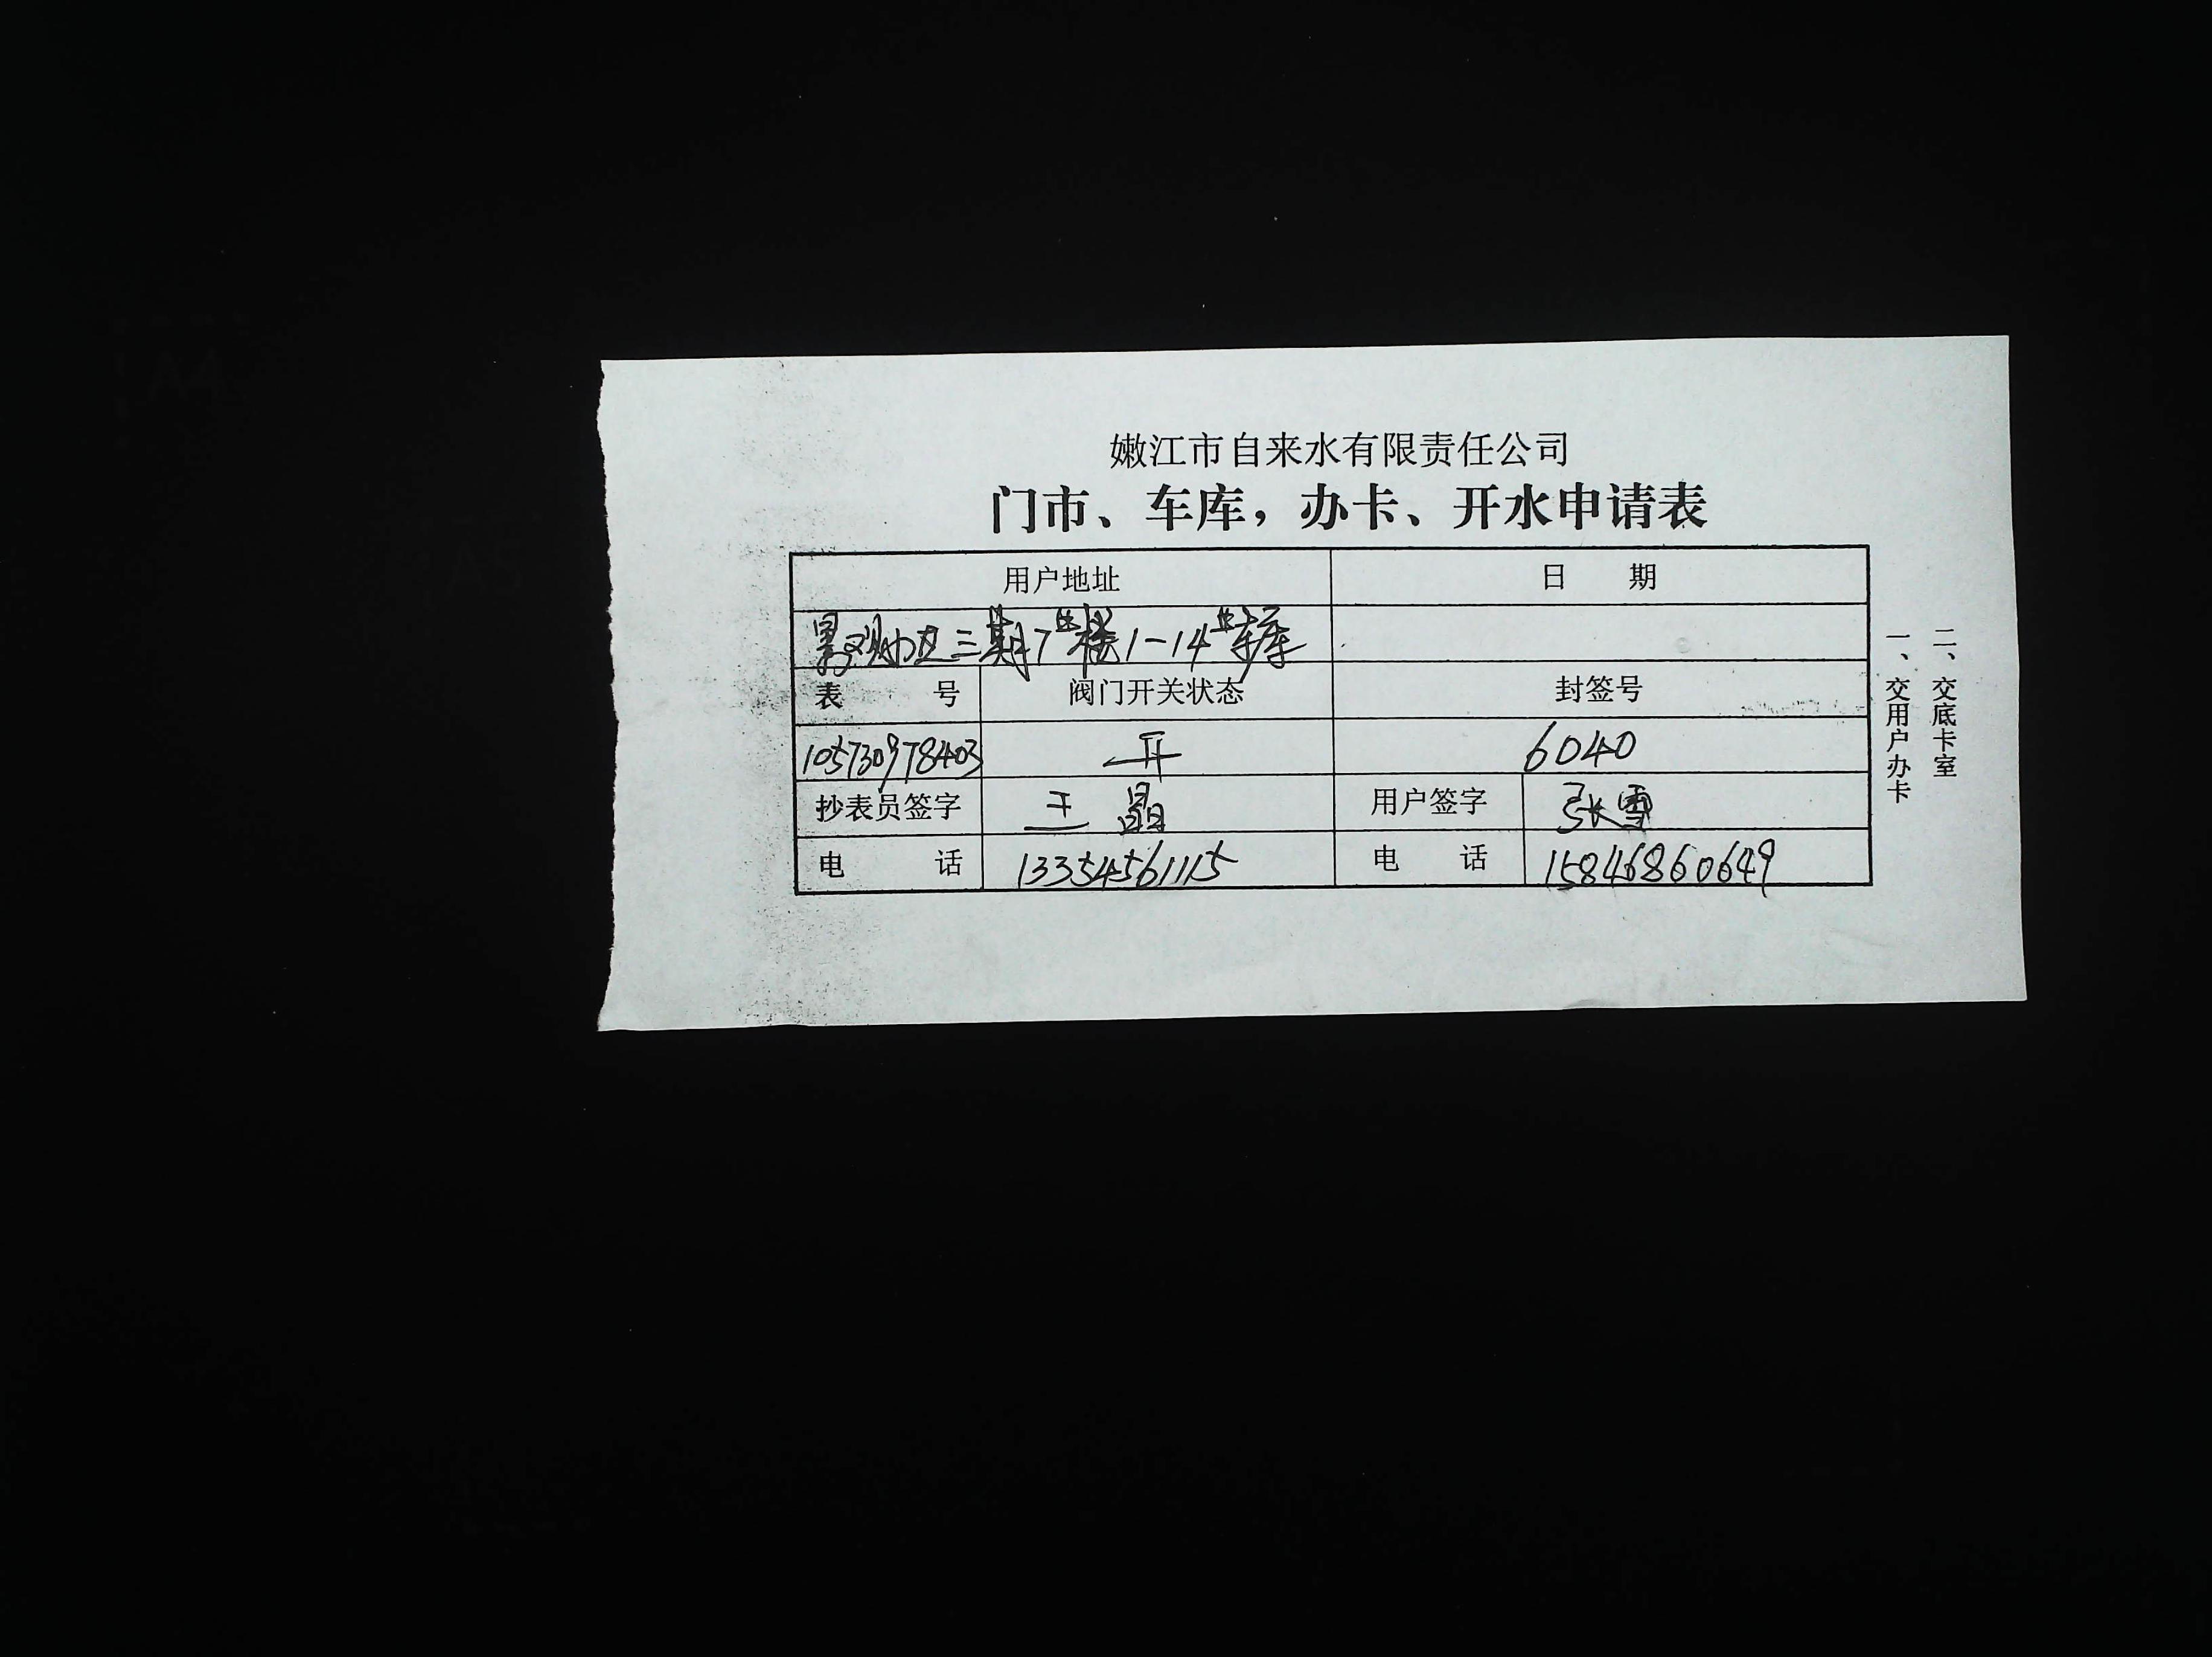 嫩江市自来水有限责任公司
门市、车库，办卡、开水申请表
用户地址 日 期
三期7#楼1-14#车库
表 号 阀门开关状态 封签号
105730978403 开 6040
抄表员签字 王 晶 用户签字 张雪
电 话 13354561115 电 话 15846860649
二、交底卡室
一、交用户办卡